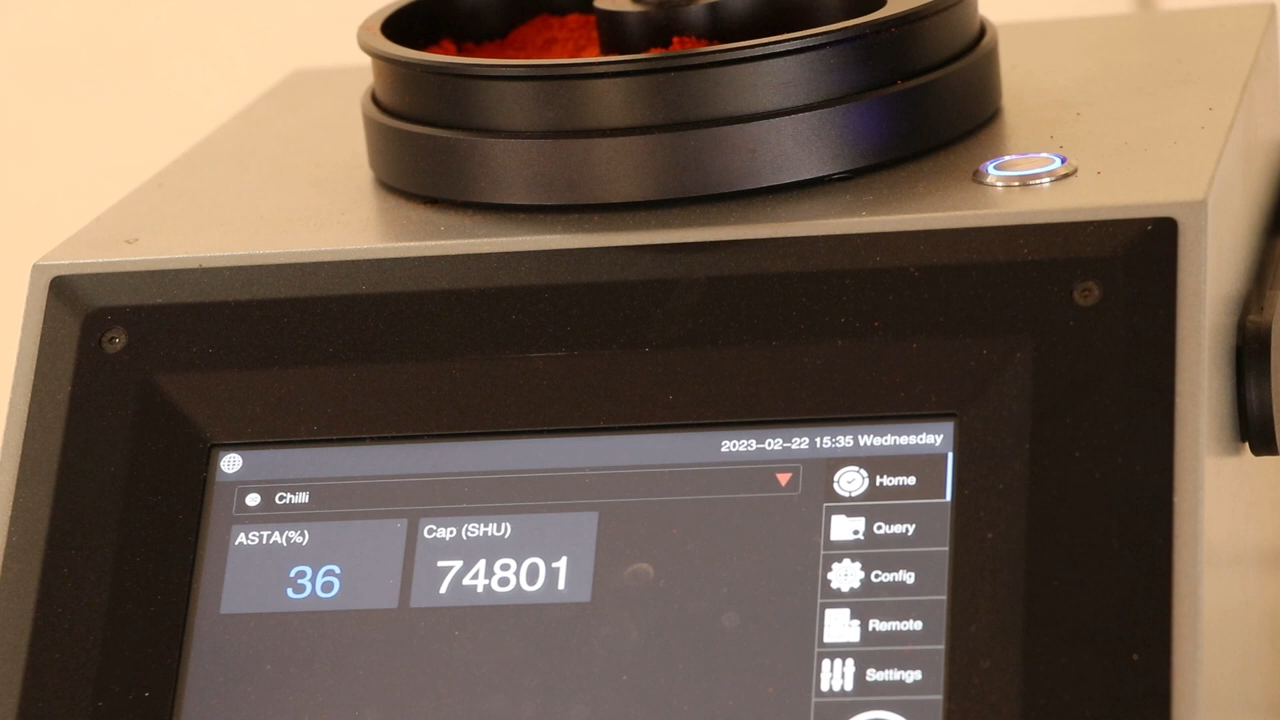 2023-02-22 15:35 Wednesday
Chilli
ASTA(%)
36
Cap (SHU)
74801
Home
Query
Config
Remote
Settings